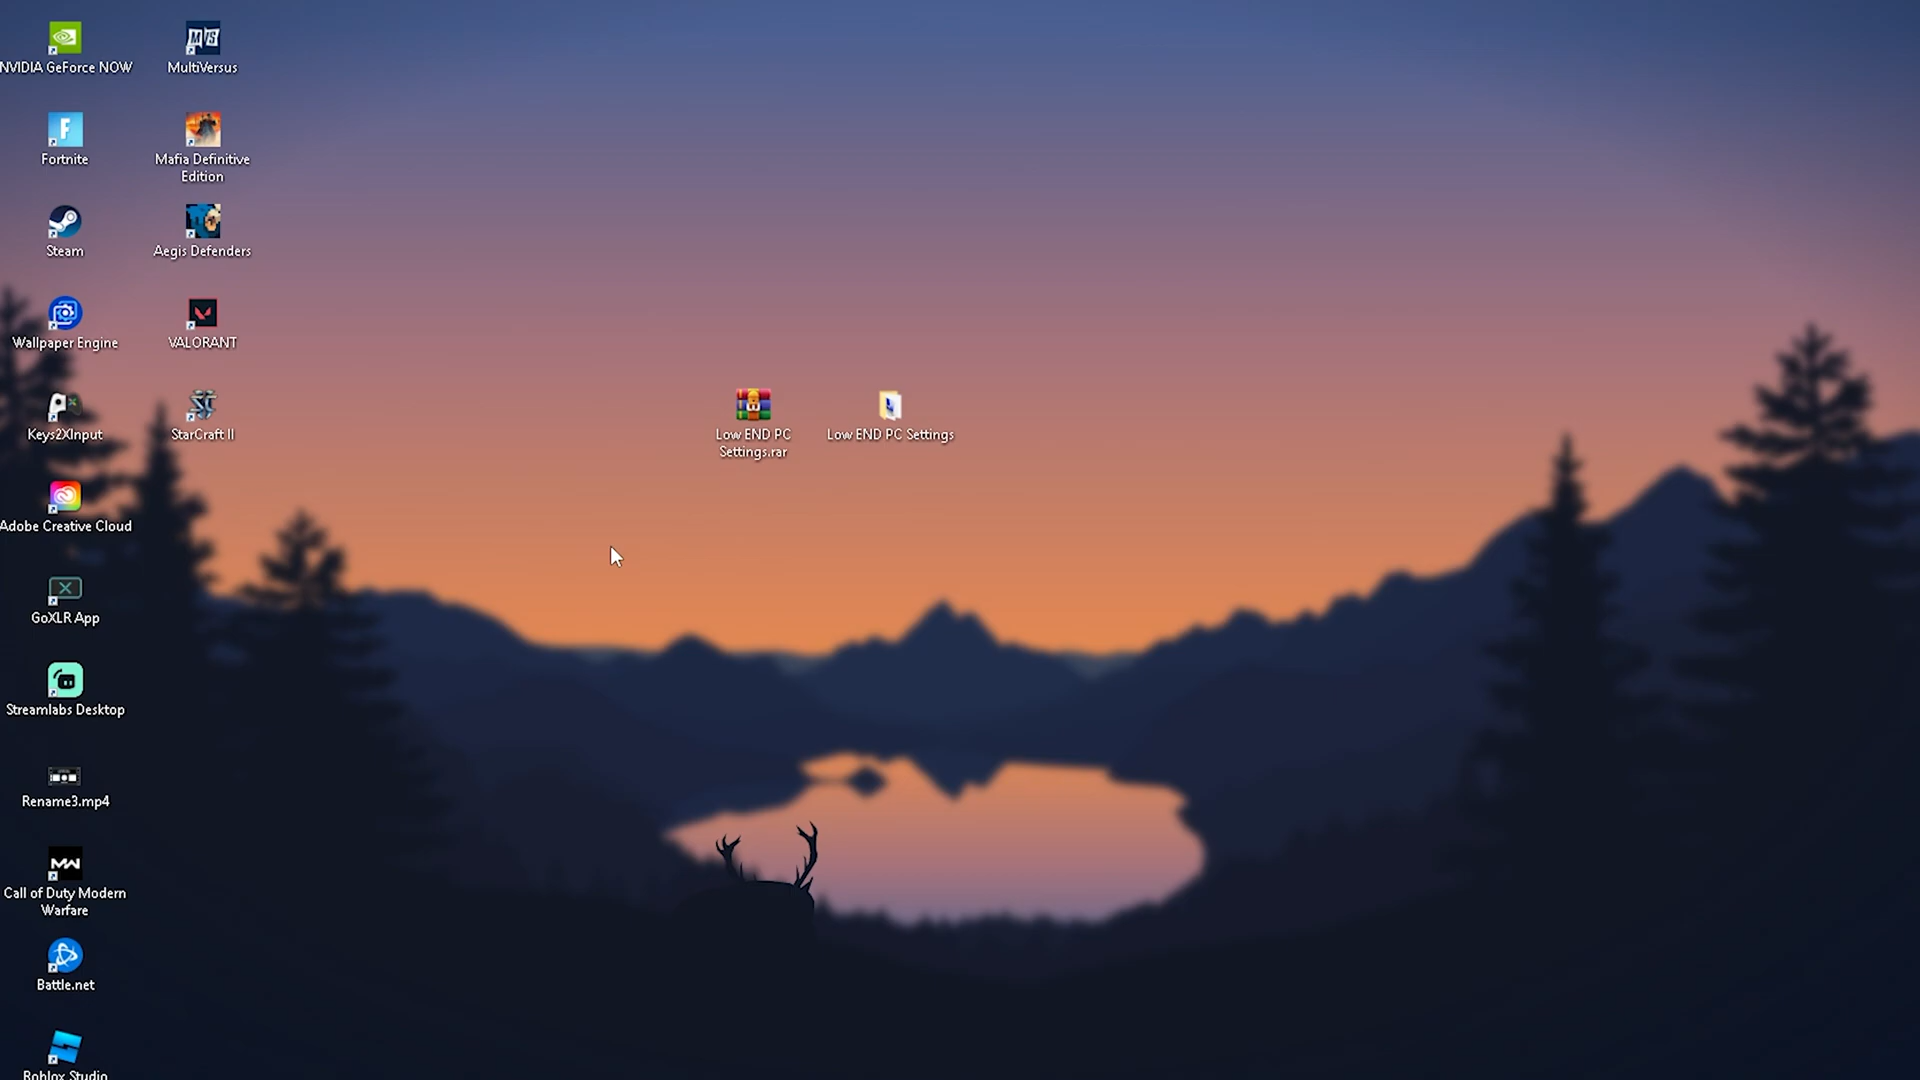 NVIDIA GeForce NOW
MultiVersus
Fortnite
Mafia Definitive
Edition
Steam
Aegis Defenders
Wallpaper Engine
VALORANT
Keys2XInput
StarCraft II
Low END PC
Settings.rar
Low END PC Settings
Adobe Creative Cloud
GoXLR App
Streamlabs Desktop
Rename3.mp4
Call of Duty Modern
Warfare
Battle.net
Roblox Studio